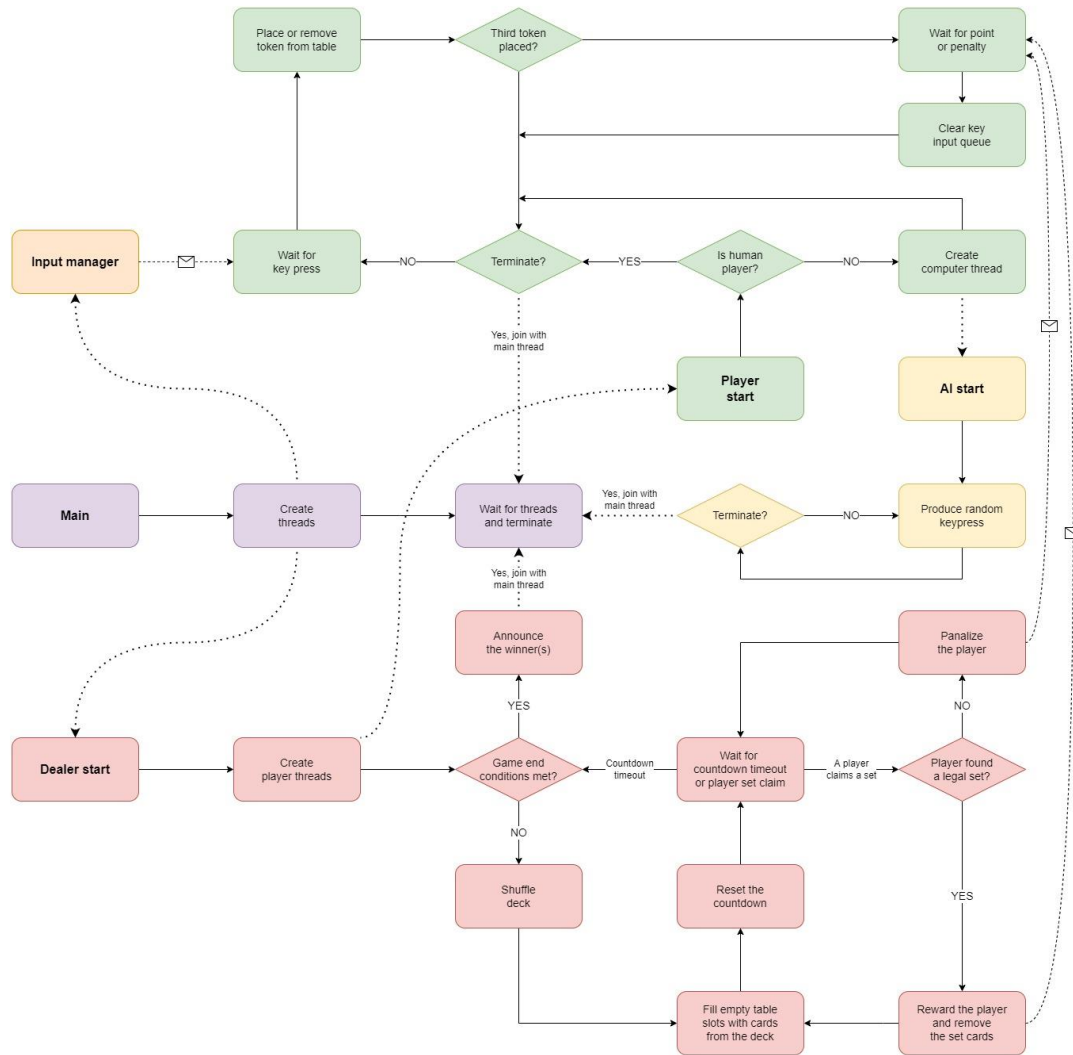 Place or remove
token from table
Third token
placed?
Wait for point
or penalty
Clear key
input queue
Input manager
Wait for
key press
NO
Terminate?
YES
Is human
player?
NO
Create
computer thread
Yes, join with
main thread
Player
start
AI start
Main
Create
threads
Wait for threads
and terminate
Yes, join with
main thread
Terminate?
NO
Produce random
keypress
Yes, join with
main thread
Announce
the winner(s)
Panalize
the player
YES
NO
Dealer start
Create
player threads
Game end
conditions met?
Countdown
timeout
Wait for
countdown timeout
or player set claim
A player
claims a set
Player found
a legal set?
NO
YES
Shuffle
deck
Reset the
countdown
Fill empty table
slots with cards
from the deck
Reward the player
and remove
the set cards